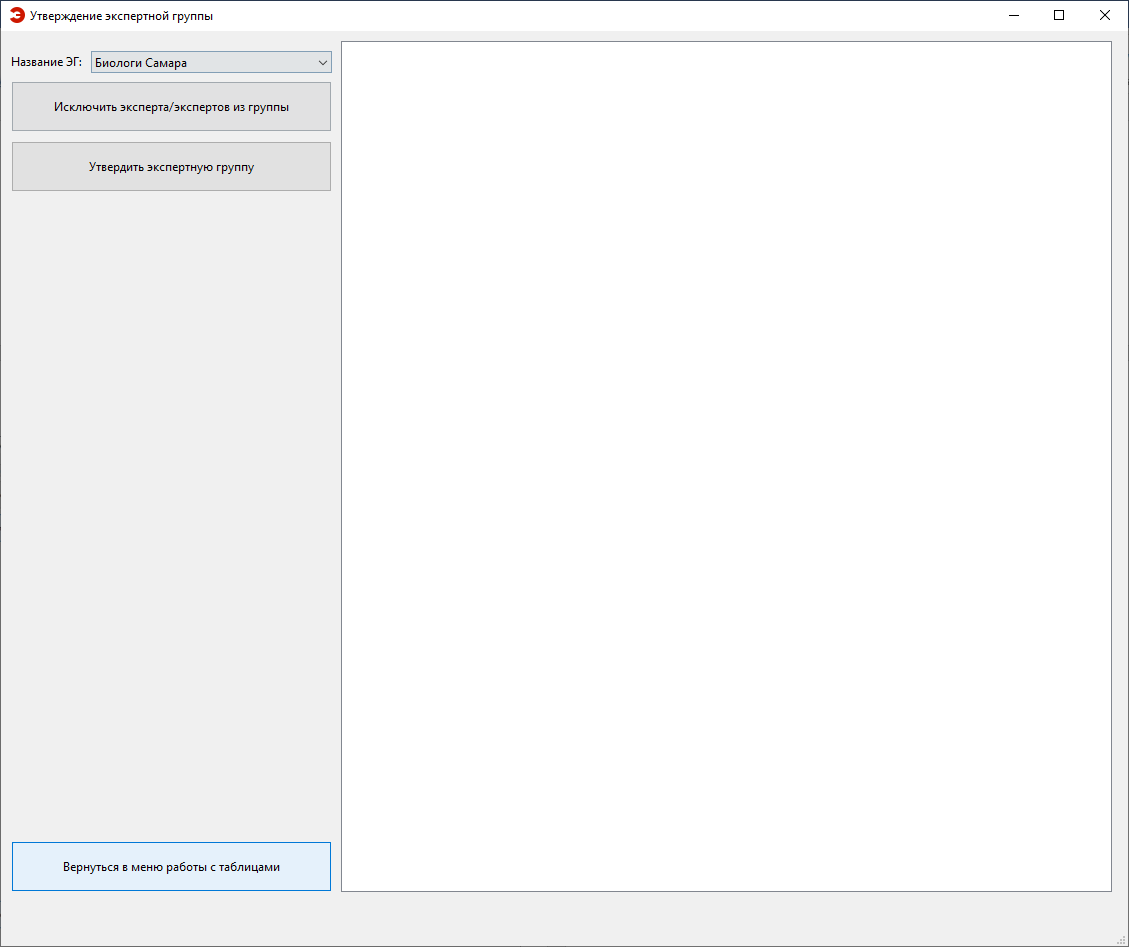 Утверждение экспертной группы
Название ЭГ: Биологи Самара
Исключить эксперта/экспертов из группы
Утвердить экспертную группу
Вернуться в меню работы с таблицами